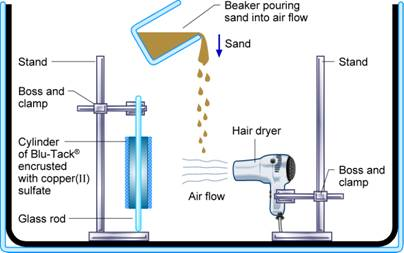 Beaker pouring
sand into air flow
Sand
Stand
Stand
Boss and
clamp
Cylinder
of Blu-Tack®
encrusted
with copper(II)
sulfate
Hair dryer
Boss and
clamp
Air flow
Glass rod